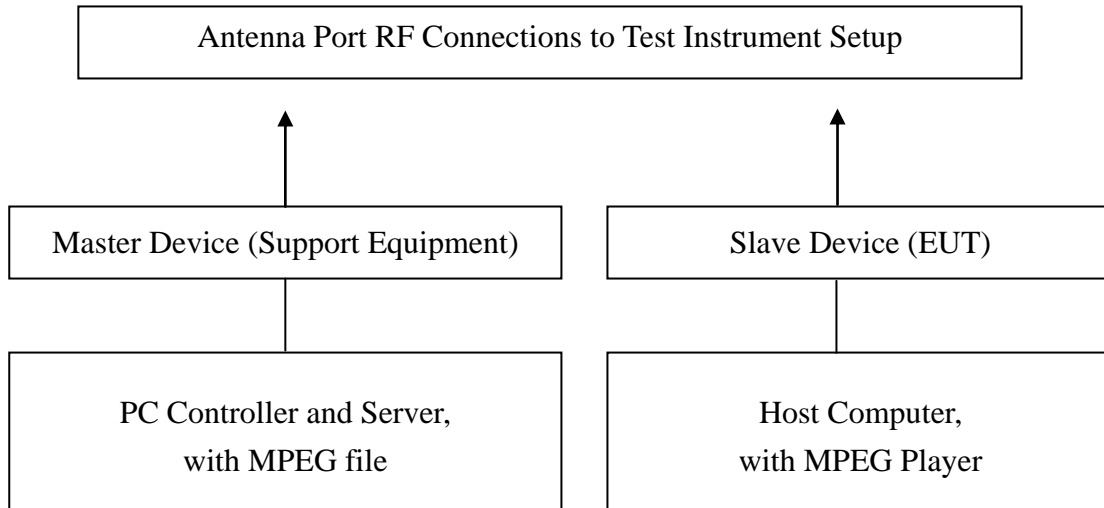 Antenna Port RF Connections to Test Instrument Setup
Master Device (Support Equipment)
Slave Device (EUT)
PC Controller and Server,
with MPEG file
Host Computer,
with MPEG Player